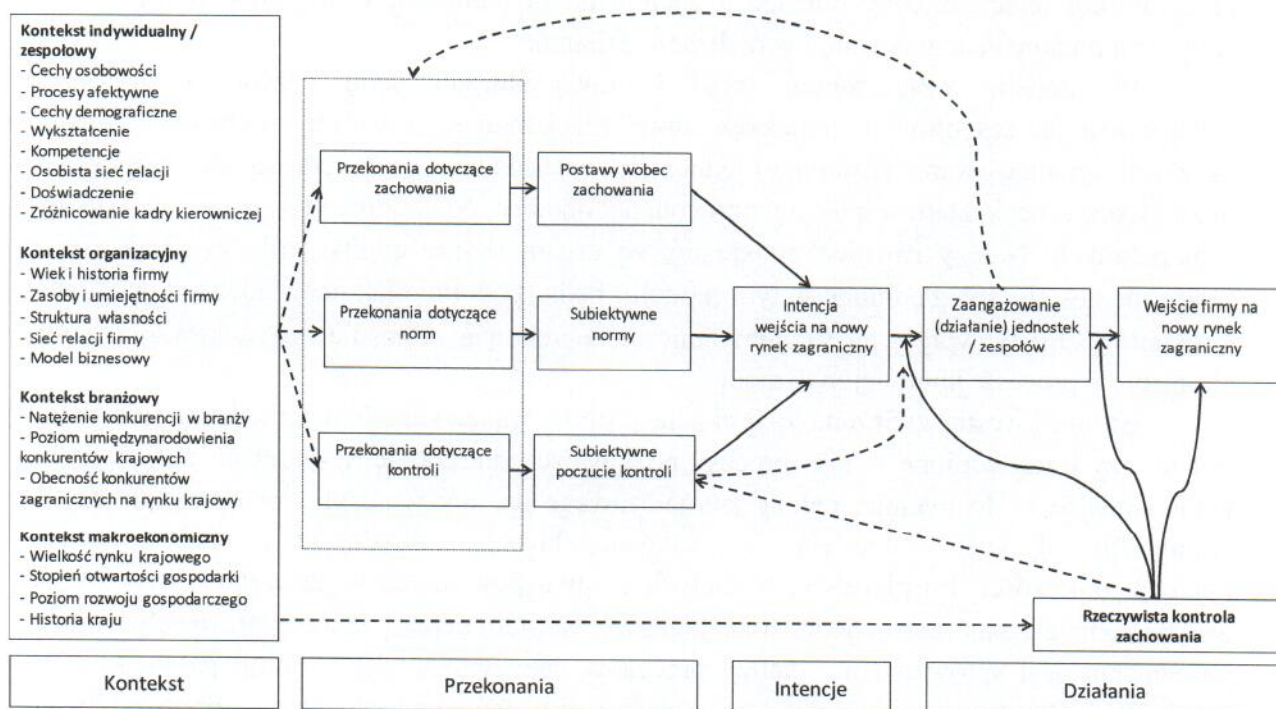 Kontekst indywidualny /
zespołowy
- Cechy osobowości
- Procesy afektywne
- Cechy demograficzne
- Wykształcenie
- Kompetencje
- Osobista sieć relacji
- Doświadczenie
- Zróżnicowanie kadry kierowniczej
Kontekst organizacyjny
- Wiek i historia firmy
- Zasoby i umiejętności firmy
- Struktura własności
- Sieć relacji firmy
- Model biznesowy
Kontekst branżowy
- Natężenie konkurencji w branży
- Poziom umiędzynarodowienia
konkurentów krajowych
- Obecność konkurentów
zagranicznych na rynku krajowy
Kontekst makroekonomiczny
- Wielkość rynku krajowego
- Stopień otwartości gospodarki
- Poziom rozwoju gospodarczego
- Historia kraju
Przekonania dotyczące
zachowania
Postawy wobec
zachowania
Przekonania dotyczące
norm
Subiektywne
normy
Intencja
wejścia na nowy
rynek zagraniczny
Zaangażowanie
(działanie) jednostek
/ zespołów
Wejście firmy na
nowy rynek
zagraniczny
Przekonania dotyczące
kontroli
Subiektywne
poczucie kontroli
Rzeczywista kontrola
zachowania
Kontekst
Przekonania
Intencje
Działania